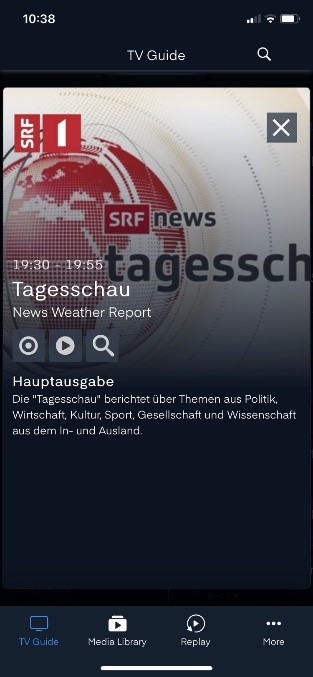 10:38
TV Guide
SRF 1
SRF news
tagessch
19:30 - 19:55
Tagesschau
News Weather Report
Hauptausgabe
Die "Tagesschau" berichtet über Themen aus Politik,
Wirtschaft, Kultur, Sport, Gesellschaft und Wissenschaft
aus dem In- und Ausland.
TV Guide Media Library Replay More